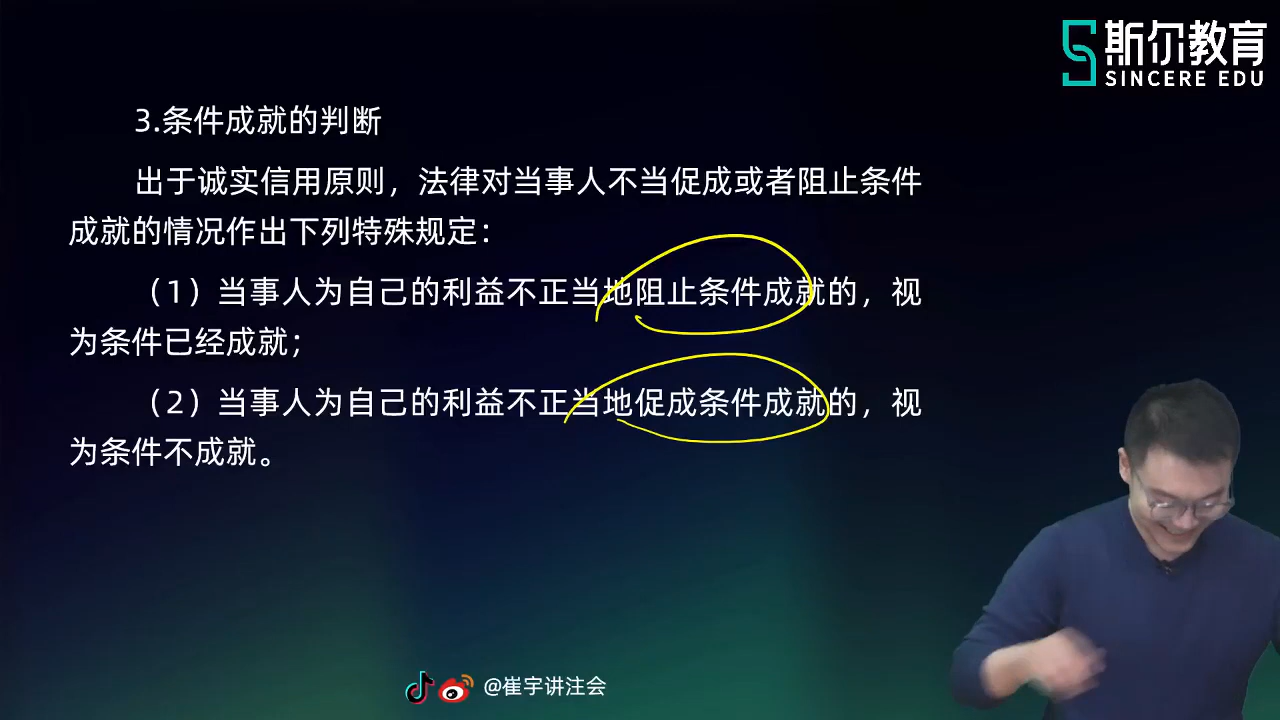 斯尔教育
SINCERE EDU
3.条件成就的判断
出于诚实信用原则，法律对当事人不当促成或者阻止条件
成就的情况作出下列特殊规定：
（1）当事人为自己的利益不正当地阻止条件成就的，视
为条件已经成就；
（2）当事人为自己的利益不正当地促成条件成就的，视
为条件不成就。
@崔宇讲注会